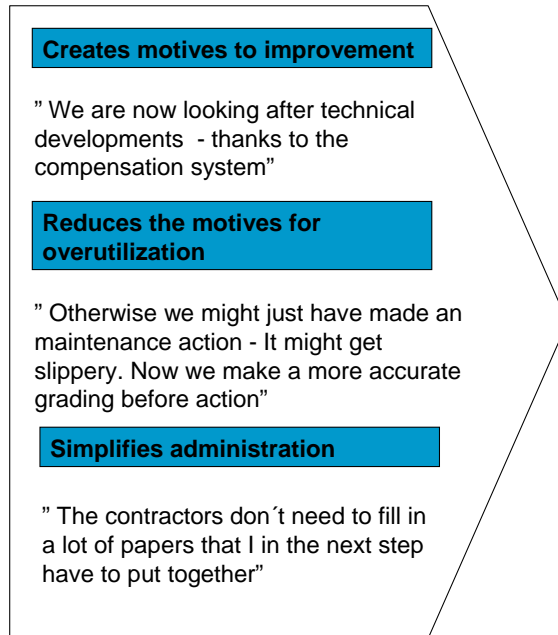 Creates motives to improvement
” We are now looking after technical
developments  - thanks to the
compensation system”
Reduces the motives for
overutilization
” Otherwise we might just have made an
maintenance action - It might get
slippery. Now we make a more accurate
grading before action”
Simplifies administration
” The contractors don´t need to fill in
a lot of papers that I in the next step
have to put together”